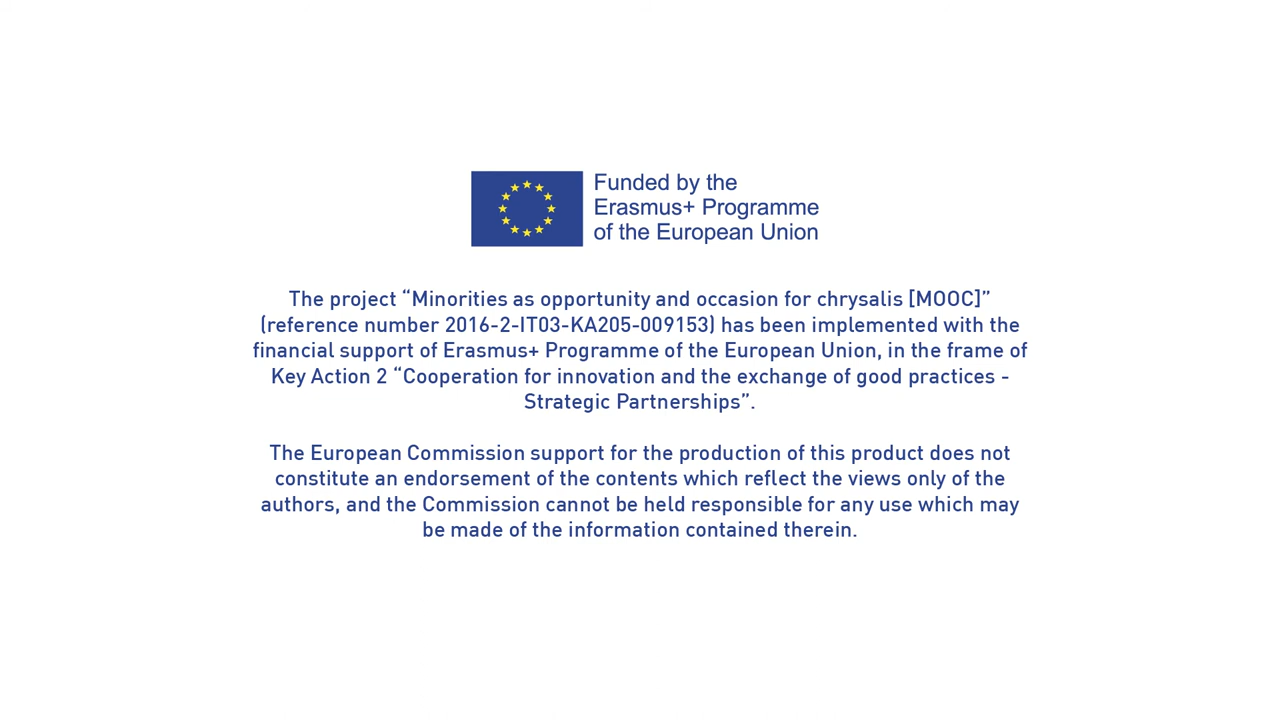 Funded by the
Erasmus+ Programme
of the European Union
The project “Minorities as opportunity and occasion for chrysalis [MOOC]”
(reference number 2016-2-IT03-KA205-009153) has been implemented with the
financial support of Erasmus+ Programme of the European Union, in the frame of
Key Action 2 “Cooperation for innovation and the exchange of good practices -
Strategic Partnerships”.
The European Commission support for the production of this product does not
constitute an endorsement of the contents which reflect the views only of the
authors, and the Commission cannot be held responsible for any use which may
be made of the information contained therein.